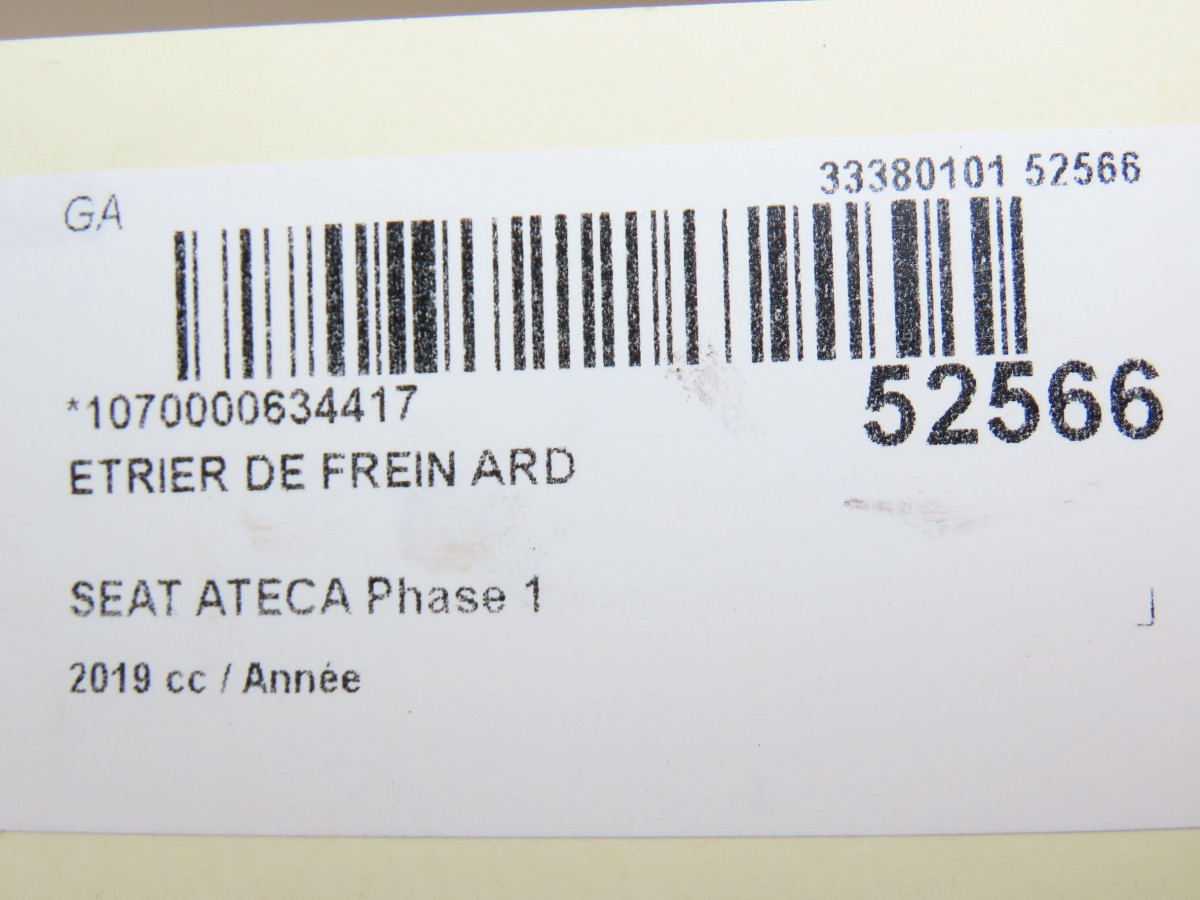 33380101 52566
GA
52566
*1070000634417
ETRIER DE FREIN ARD
SEAT ATECA Phase 1
2019 cc / Année